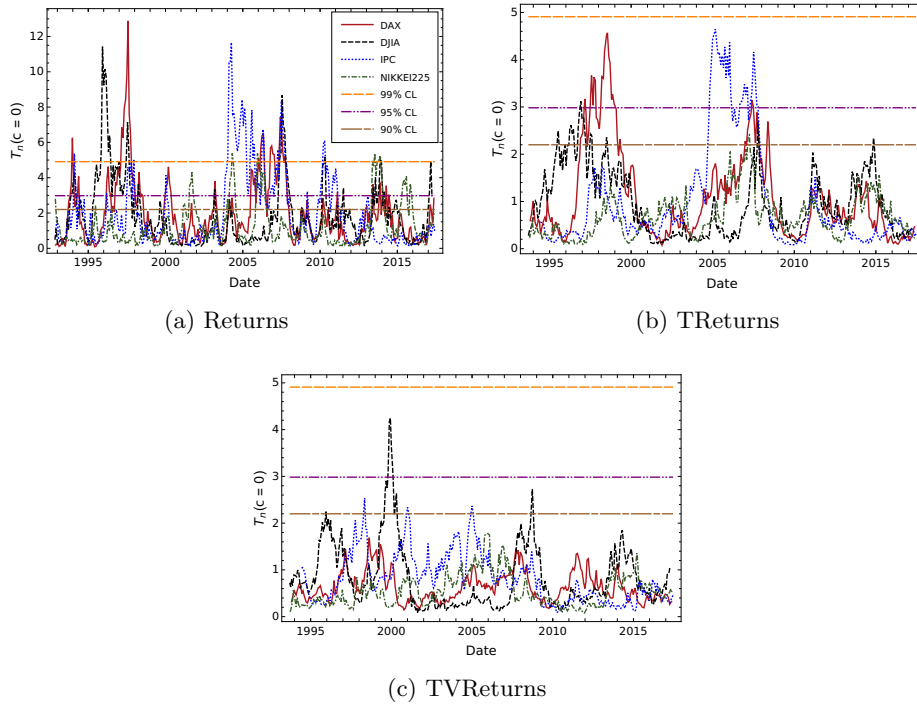 DAX
DJIA
IPC
NIKKEI225
99% CL
95% CL
90% CL
T_n(c = 0)
0
2
4
6
8
10
12
1995
2000
2005
2010
2015
Date
(a) Returns
T_n(c = 0)
0
1
2
3
4
5
1995
2000
2005
2010
2015
Date
(b) TReturns
T_n(c = 0)
0
1
2
3
4
5
1995
2000
2005
2010
2015
Date
(c) TVReturns